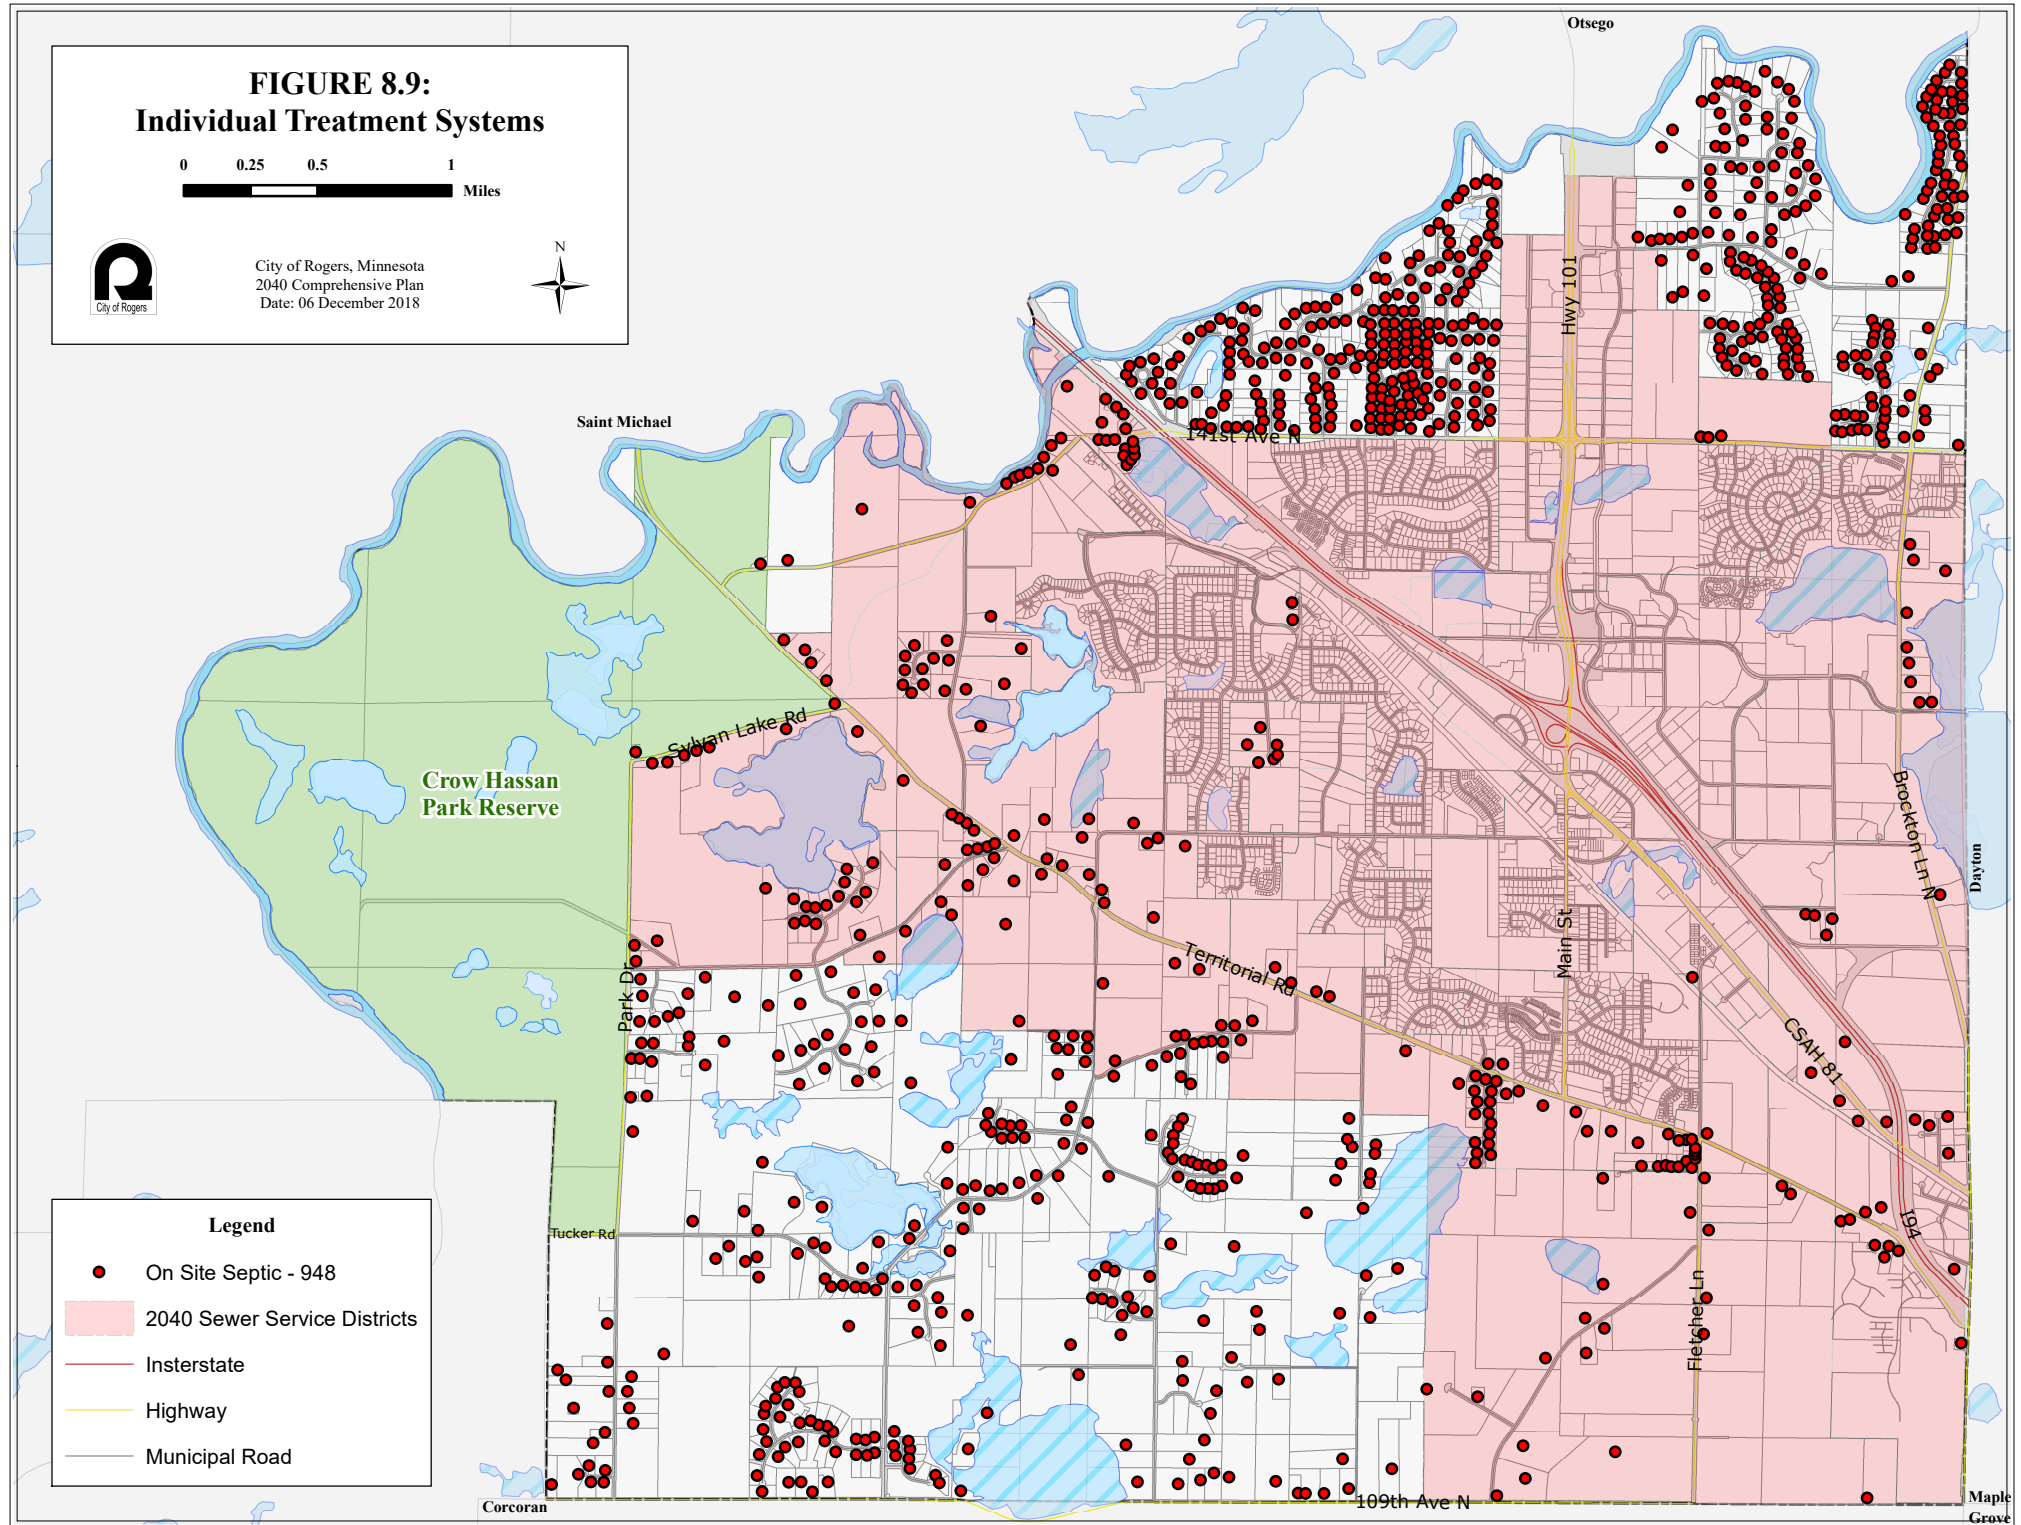 Otsego
FIGURE 8.9:
Individual Treatment Systems
0 0.25 0.5 1
Miles
City of Rogers
City of Rogers, Minnesota
2040 Comprehensive Plan
Date: 06 December 2018
N
Hwy 101
Saint Michael
141st Ave N
Sylvan Lake Rd
Crow Hassan
Park Reserve
Brockton Ln N
Dayton
Main St
Territorial Rd
Park Dr
CSAH 81
Tucker Rd
I94
Fletcher Ln
Legend
On Site Septic - 948
2040 Sewer Service Districts
Insterstate
Highway
Municipal Road
Corcoran
109th Ave N
Maple
Grove